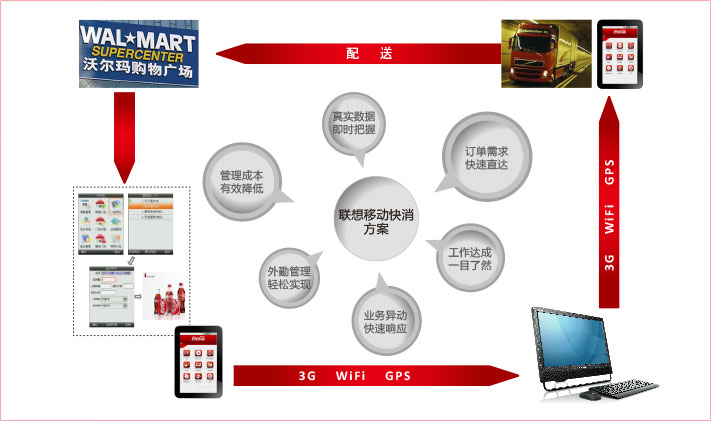 WAL★MART
SUPERCENTER
沃尔玛购物广场
配 送
真实数据
即时把握
管理成本
有效降低
订单需求
快速直达
联想移动快消
方案
外勤管理
轻松实现
工作达成
一目了然
业务异动
快速响应
3G WiFi GPS
3G WiFi GPS